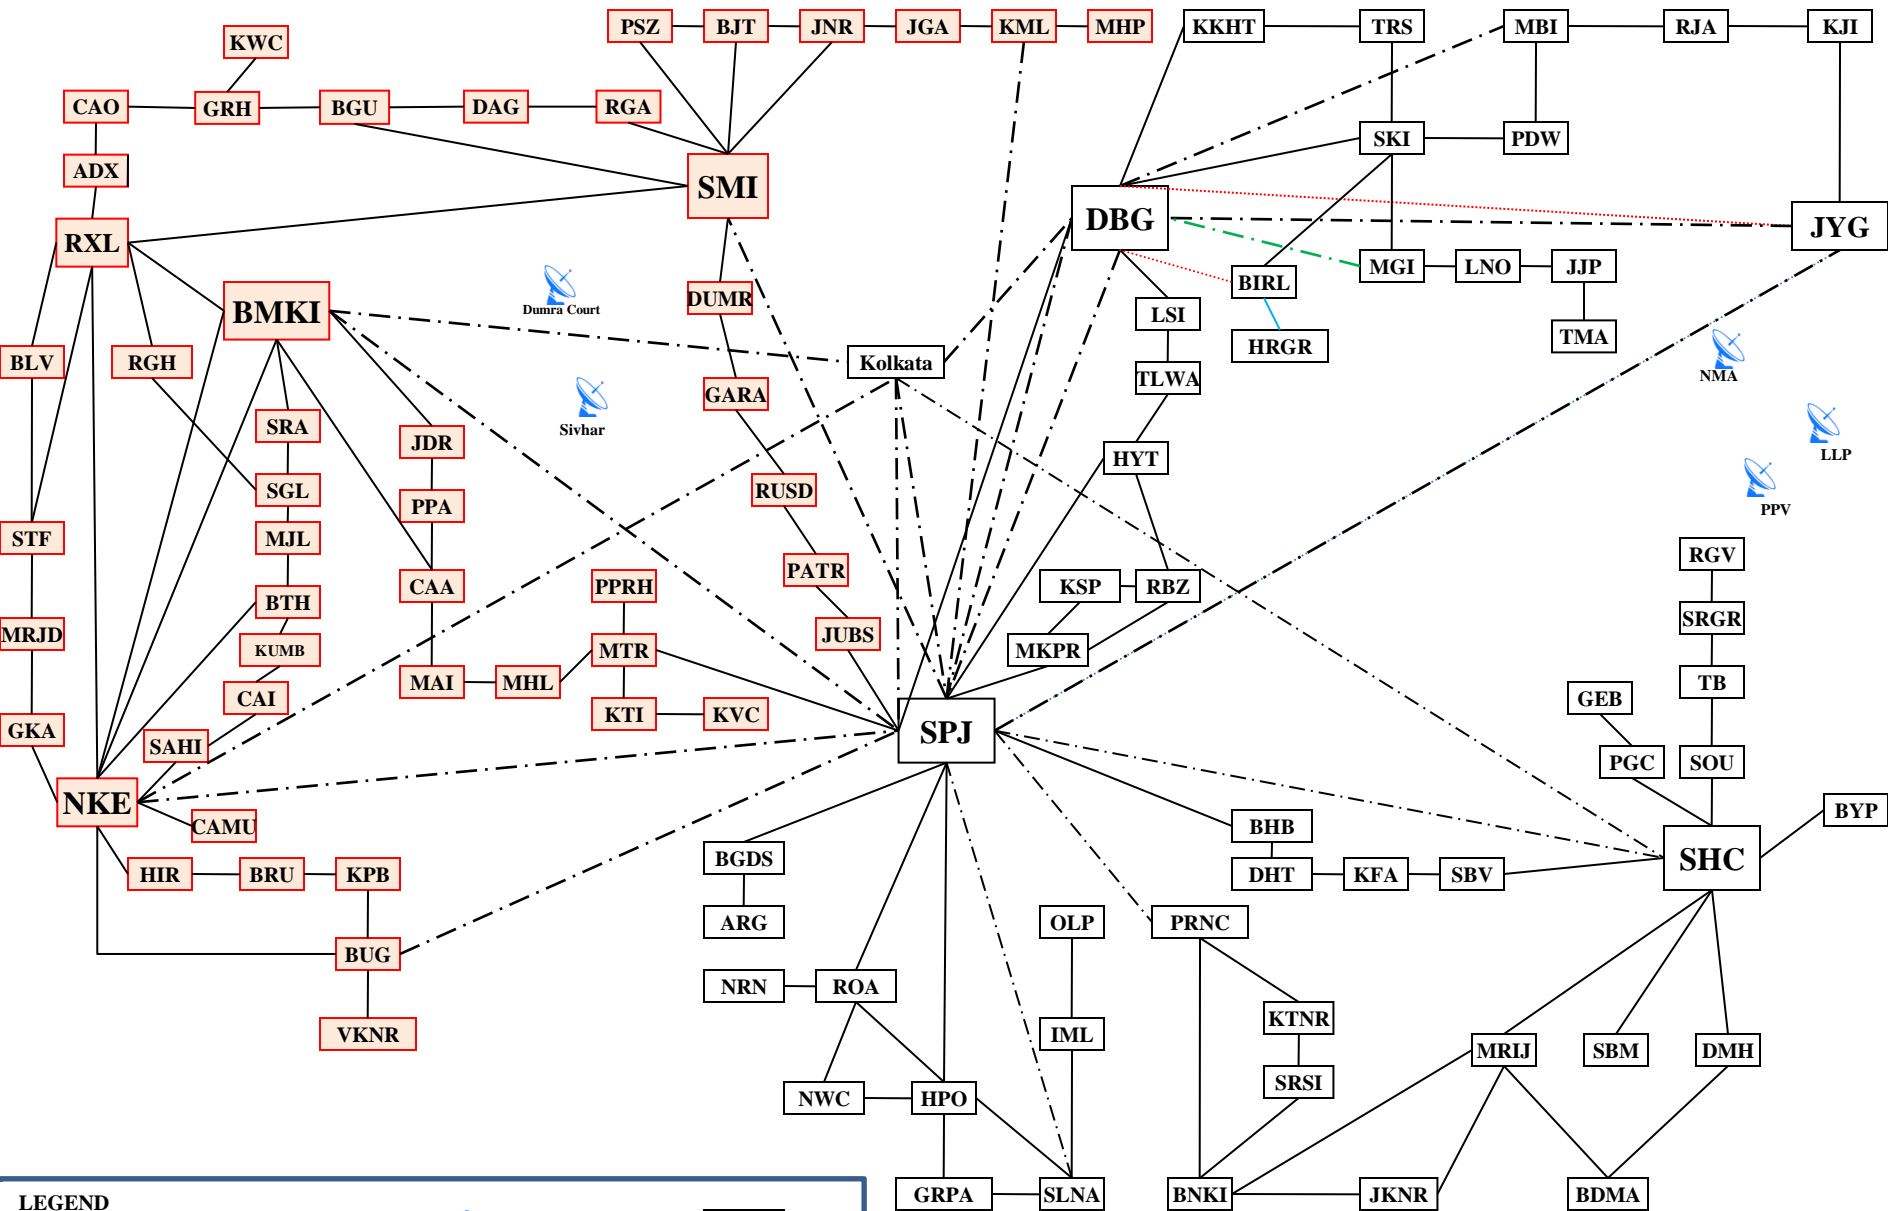 PSZ BJT JNR JGA KML MHP KKHT TRS MBI RJA KJI
KWC
CAO GRH BGU DAG RGA
SKI PDW
ADX
SMI
DBG
JYG
RXL
MGI LNO JJP
BIRL
DUMR
BMKI
Dumra Court
LSI
TMA
HRGR
BLV RGH
Kolkata
NMA
TLWA
GARA
Sivhar
SRA
JDR
HYT
LLP
SGL
RUSD
PPA
PPV
STF
MJL
RGV
PATR
CAA PPRH
KSP RBZ
BTH
SRGR
MRJD
JUBS
KUMB
MTR
MKPR
MAI MHL
TB
CAI
GEB
KTI KVC
GKA
SPJ
SAHI
PGC SOU
NKE
BYP
CAMU
BHB
BGDS
SHC
HIR BRU KPB
DHT KFA SBV
ARG
OLP
PRNC
BUG
NRN ROA
KTNR
VKNR
IML
MRIJ SBM DMH
SRSI
NWC HPO
GRPA SLNA BNKI JKNR BDMA
LEGEND